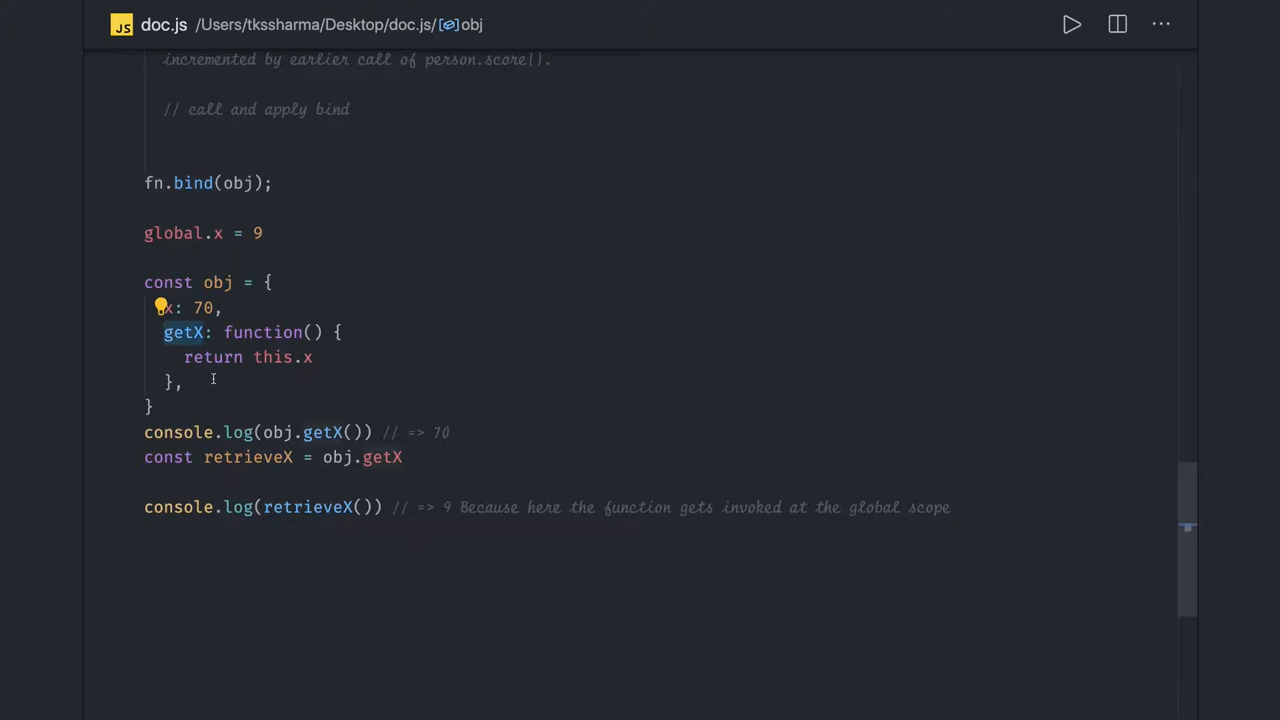 JS doc.js /Users/tkssharma/Desktop/doc.js/obj
incremented by earlier call of person.score().
// call and apply bind
fn.bind(obj);
global.x = 9
const obj = {
x: 70,
getX: function() {
return this.x
},
}
console.log(obj.getX()) // => 70
const retrieveX = obj.getX
console.log(retrieveX()) // => 9 Because here the function gets invoked at the global scope